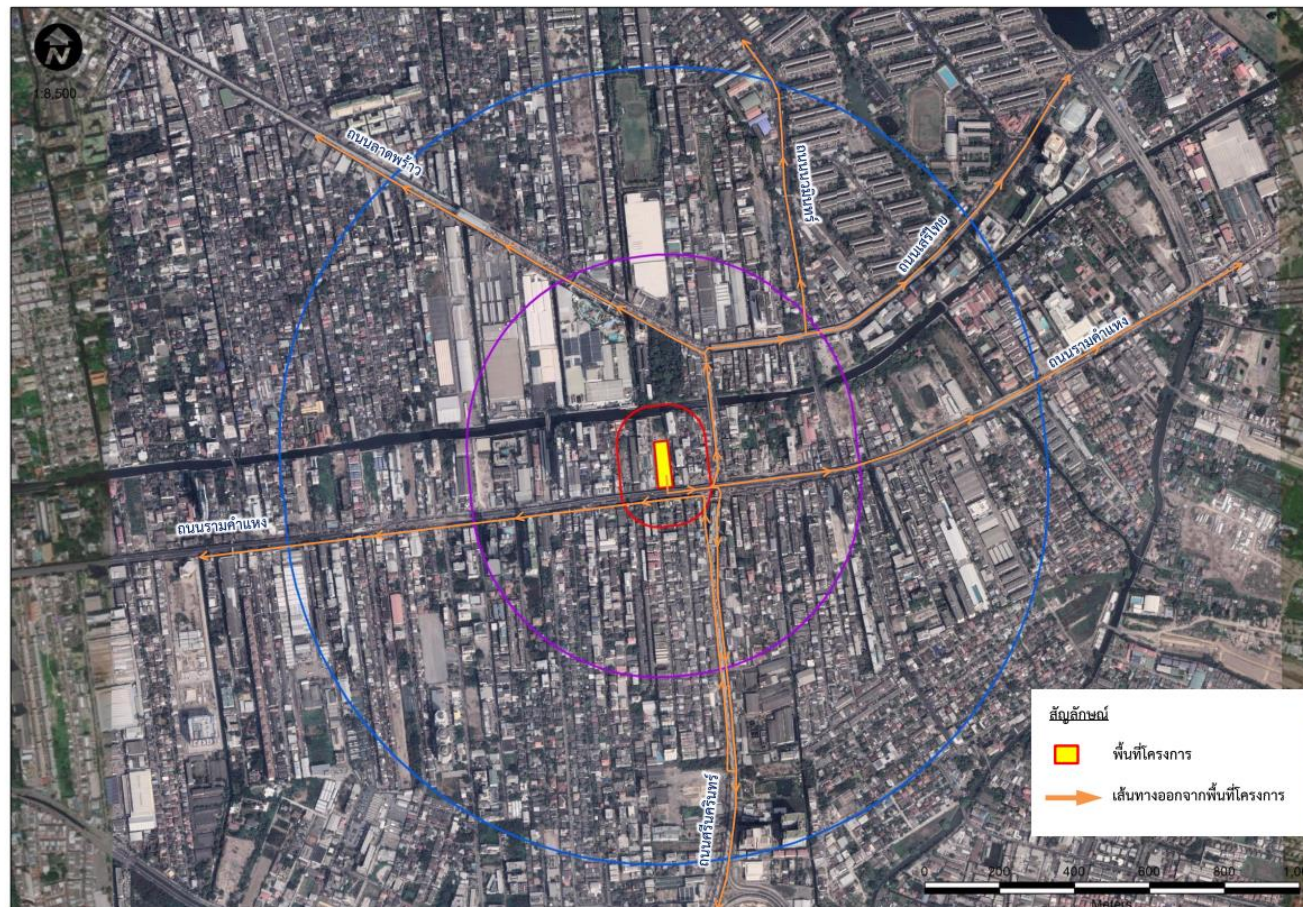 N
1:8,500
ถนนลาดพร้าว
ถนนนวมินทร์
ถนนเสรีไทย
ถนนรามคำแหง
ถนนรามคำแหง
ถนนศรีนครินทร์
สัญลักษณ์
พื้นที่โครงการ
เส้นทางออกจากพื้นที่โครงการ
0 200 400 600 800 1,00
Meters